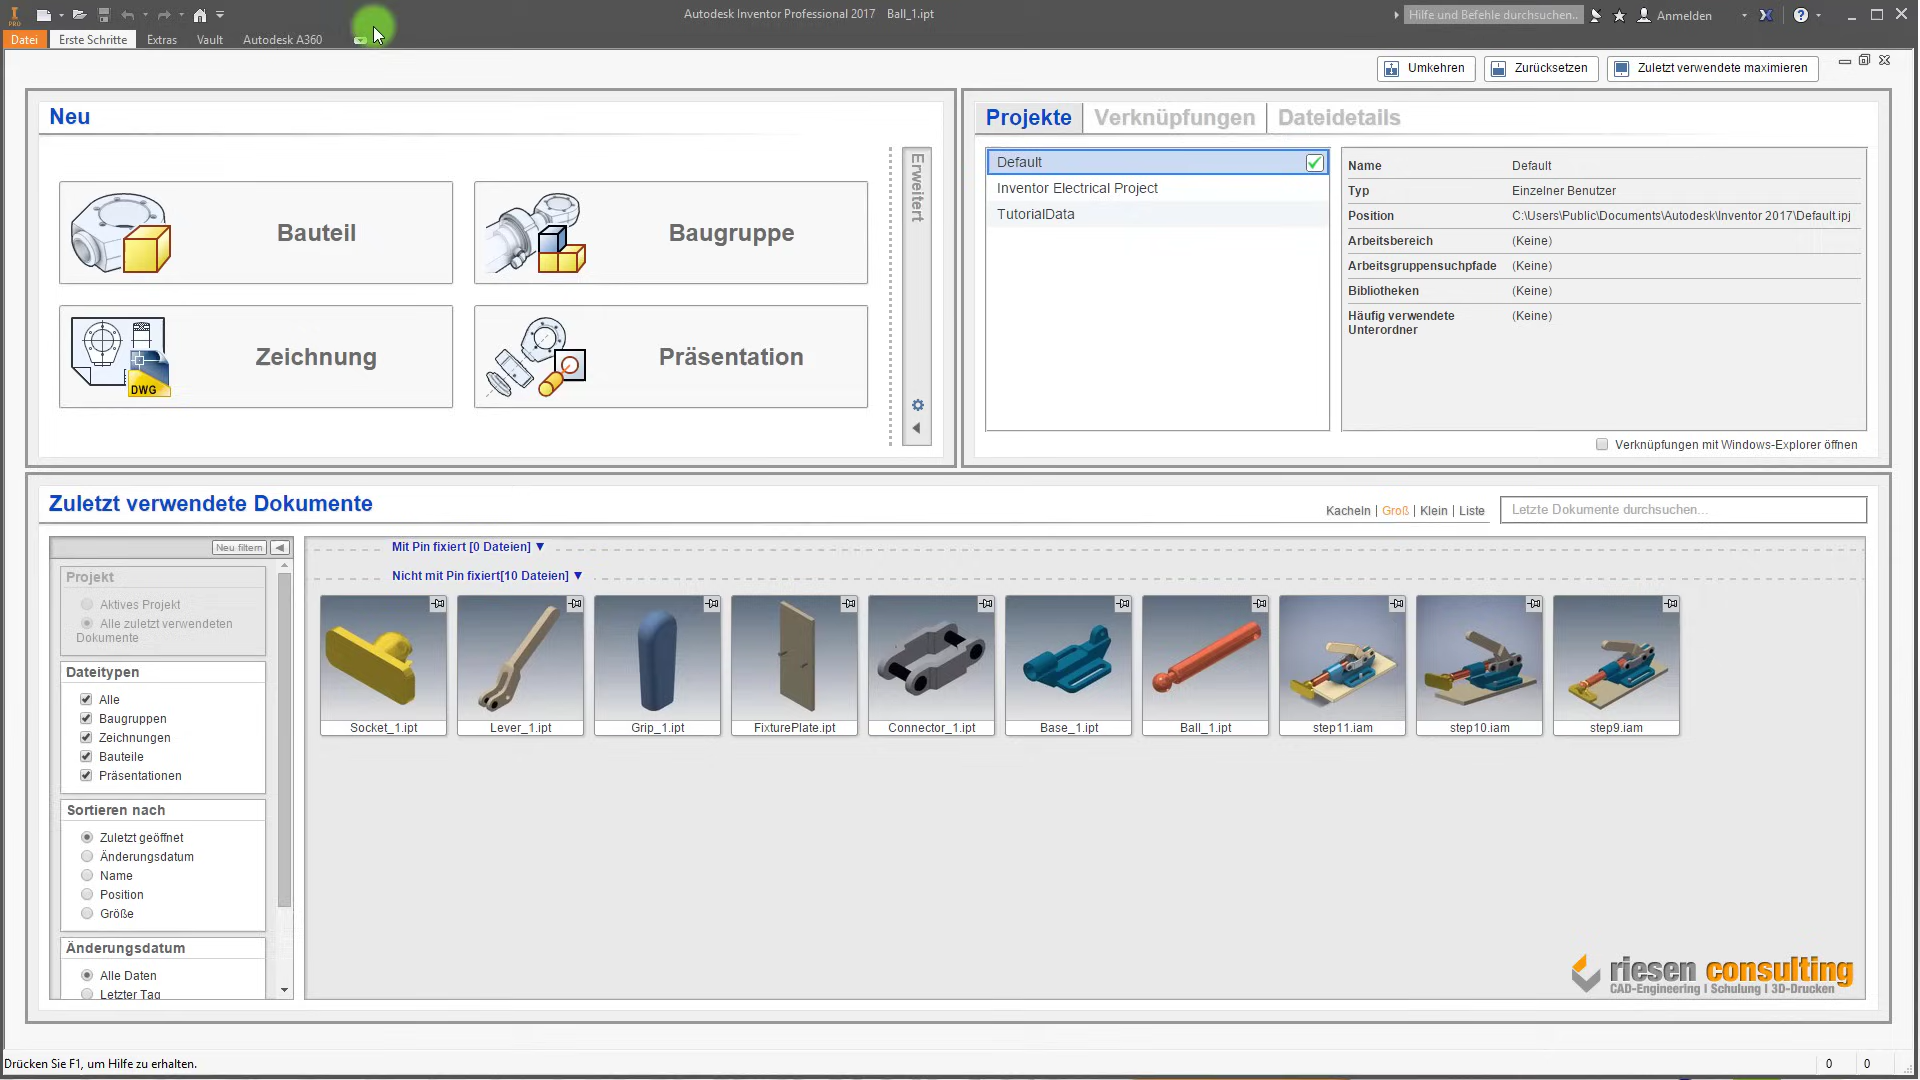 PRO
Autodesk Inventor Professional 2017 Ball_1.ipt
Hilfe und Befehle durchsuchen..
Anmelden
Datei
Erste Schritte
Extras
Vault
Autodesk A360
Umkehren
Zurücksetzen
Zuletzt verwendete maximieren
Neu
Bauteil
Baugruppe
Zeichnung
DWG
Präsentation
Erweitert
Projekte
Verknüpfungen
Dateidetails
Default
Inventor Electrical Project
TutorialData
Name Default
Typ Einzelner Benutzer
Position C:\Users\Public\Documents\Autodesk\Inventor 2017\Default.ipj
Arbeitsbereich (Keine)
Arbeitsgruppensuchpfade (Keine)
Bibliotheken (Keine)
Häufig verwendete (Keine)
Unterordner
Verknüpfungen mit Windows-Explorer öffnen
Zuletzt verwendete Dokumente
Kacheln | Groß | Klein | Liste
Letzte Dokumente durchsuchen...
Neu filtern
Projekt
Aktives Projekt
Alle zuletzt verwendeten
Dokumente
Dateitypen
Alle
Baugruppen
Zeichnungen
Bauteile
Präsentationen
Sortieren nach
Zuletzt geöffnet
Änderungsdatum
Name
Position
Größe
Änderungsdatum
Alle Daten
Letzter Tag
Mit Pin fixiert [0 Dateien]
Nicht mit Pin fixiert[10 Dateien]
Socket_1.ipt
Lever_1.ipt
Grip_1.ipt
FixturePlate.ipt
Connector_1.ipt
Base_1.ipt
Ball_1.ipt
step11.iam
step10.iam
step9.iam
riesen consulting
CAD-Engineering I Schulung I 3D-Drucken
Drücken Sie F1, um Hilfe zu erhalten.
0 0